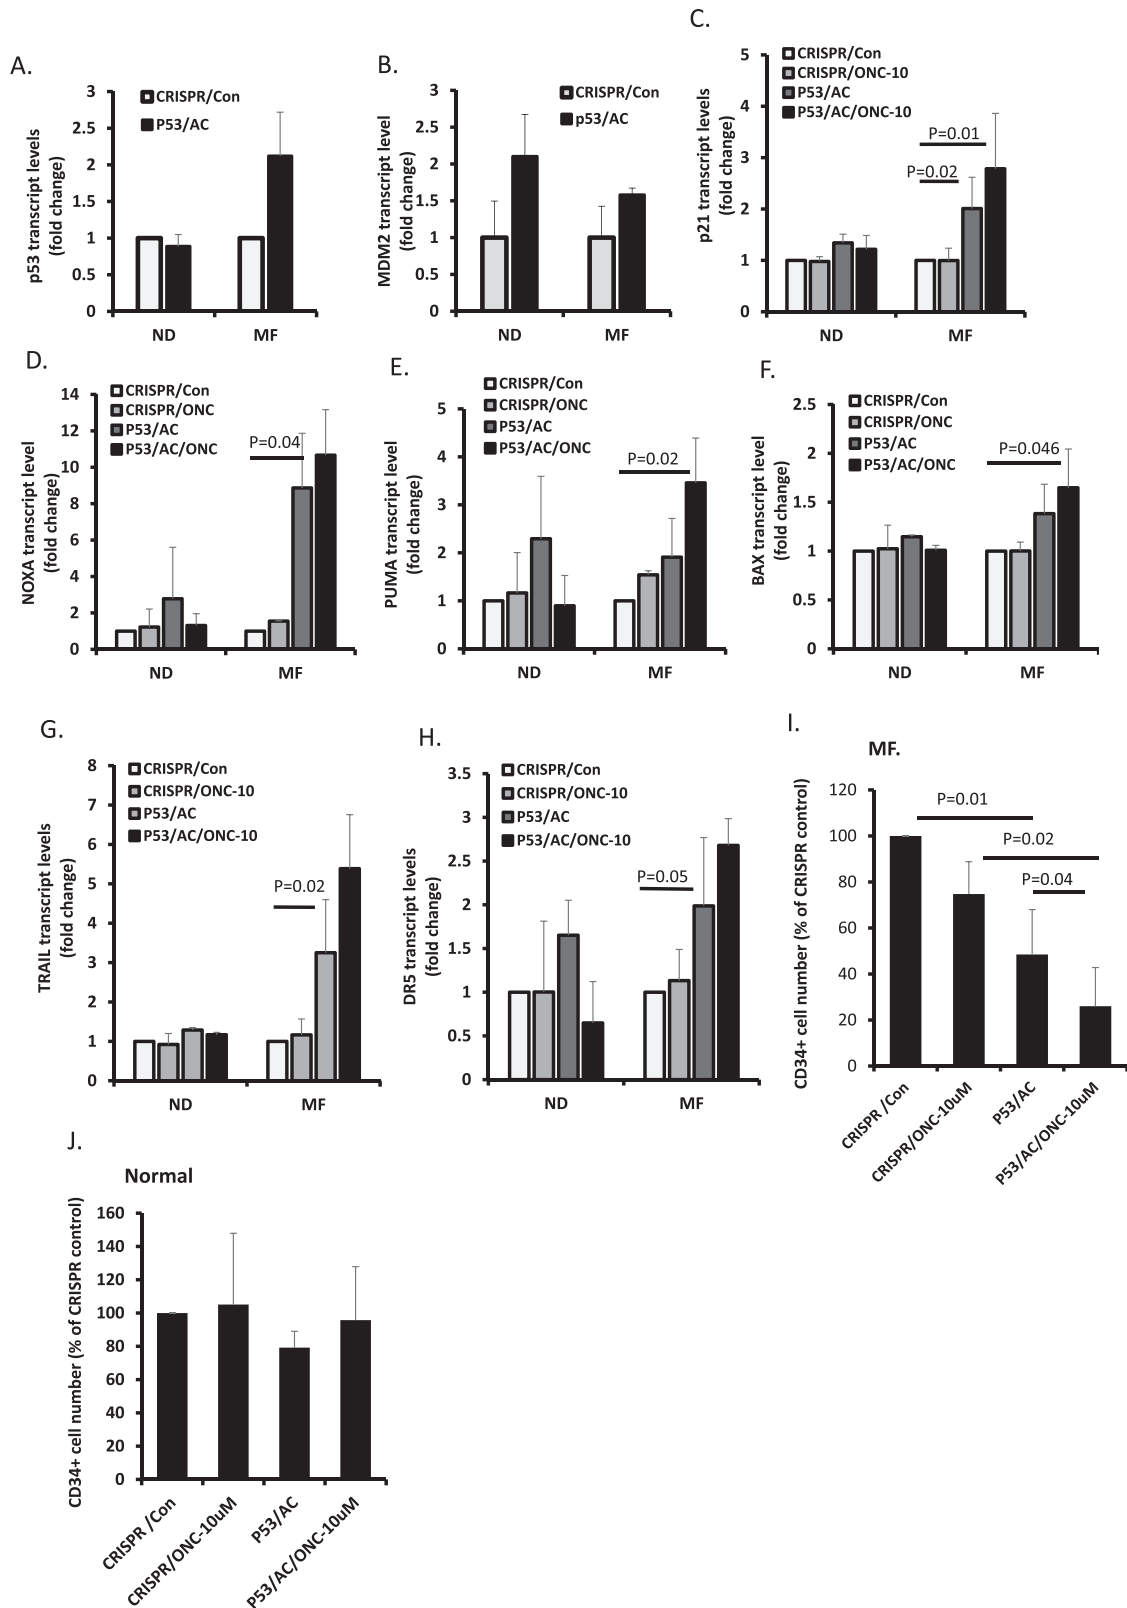 A.
p53 transcript levels
(fold change)
3
2.5
2
1.5
1
0.5
0
CRISPR/Con
P53/AC
ND
MF
B.
MDM2 transcript level
(fold change)
3
2.5
2
1.5
1
0.5
0
CRISPR/Con
p53/AC
ND
MF
C.
p21 transcript levels
(fold change)
5
4
3
2
1
0
CRISPR/Con
CRISPR/ONC-10
P53/AC
P53/AC/ONC-10
P=0.01
P=0.02
ND
MF
D.
NOXA transcript level
(fold change)
14
12
10
8
6
4
2
0
CRISPR/Con
CRISPR/ONC
P53/AC
P53/AC/ONC
P=0.04
ND
MF
E.
PUMA transcript level
(fold change)
5
4
3
2
1
0
CRISPR/Con
CRISPR/ONC
P53/AC
P53/AC/ONC
P=0.02
ND
MF
F.
BAX transcript level
(fold change)
2.5
2
1.5
1
0.5
0
CRISPR/Con
CRISPR/ONC
P53/AC
P53/AC/ONC
P=0.046
ND
MF
G.
TRAIL transcript levels
(fold change)
8
7
6
5
4
3
2
1
0
CRISPR/Con
CRISPR/ONC-10
P53/AC
P53/AC/ONC-10
P=0.02
ND
MF
H.
DR5 transcript levels
(fold change)
3.5
3
2.5
2
1.5
1
0.5
0
CRISPR/Con
CRISPR/ONC-10
P53/AC
P53/AC/ONC-10
P=0.05
ND
MF
I.
MF.
CD34+ cell number (% of CRISPR control)
120
100
80
60
40
20
0
P=0.01
P=0.02
P=0.04
CRISPR /Con
CRISPR/ONC-10uM
P53/AC
P53/AC/ONC-10uM
J.
Normal
CD34+ cell number (% of CRISPR control)
160
140
120
100
80
60
40
20
0
CRISPR /Con
CRISPR/ONC-10uM
P53/AC
P53/AC/ONC-10uM